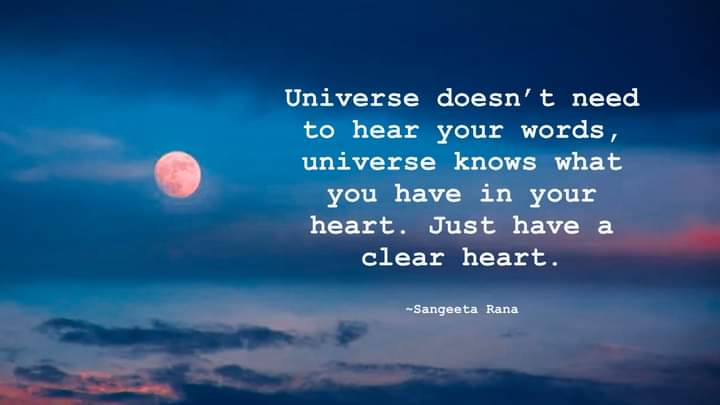 Universe doesn’t need
to hear your words,
universe knows what
you have in your
heart. Just have a
clear heart.
~Sangeeta Rana